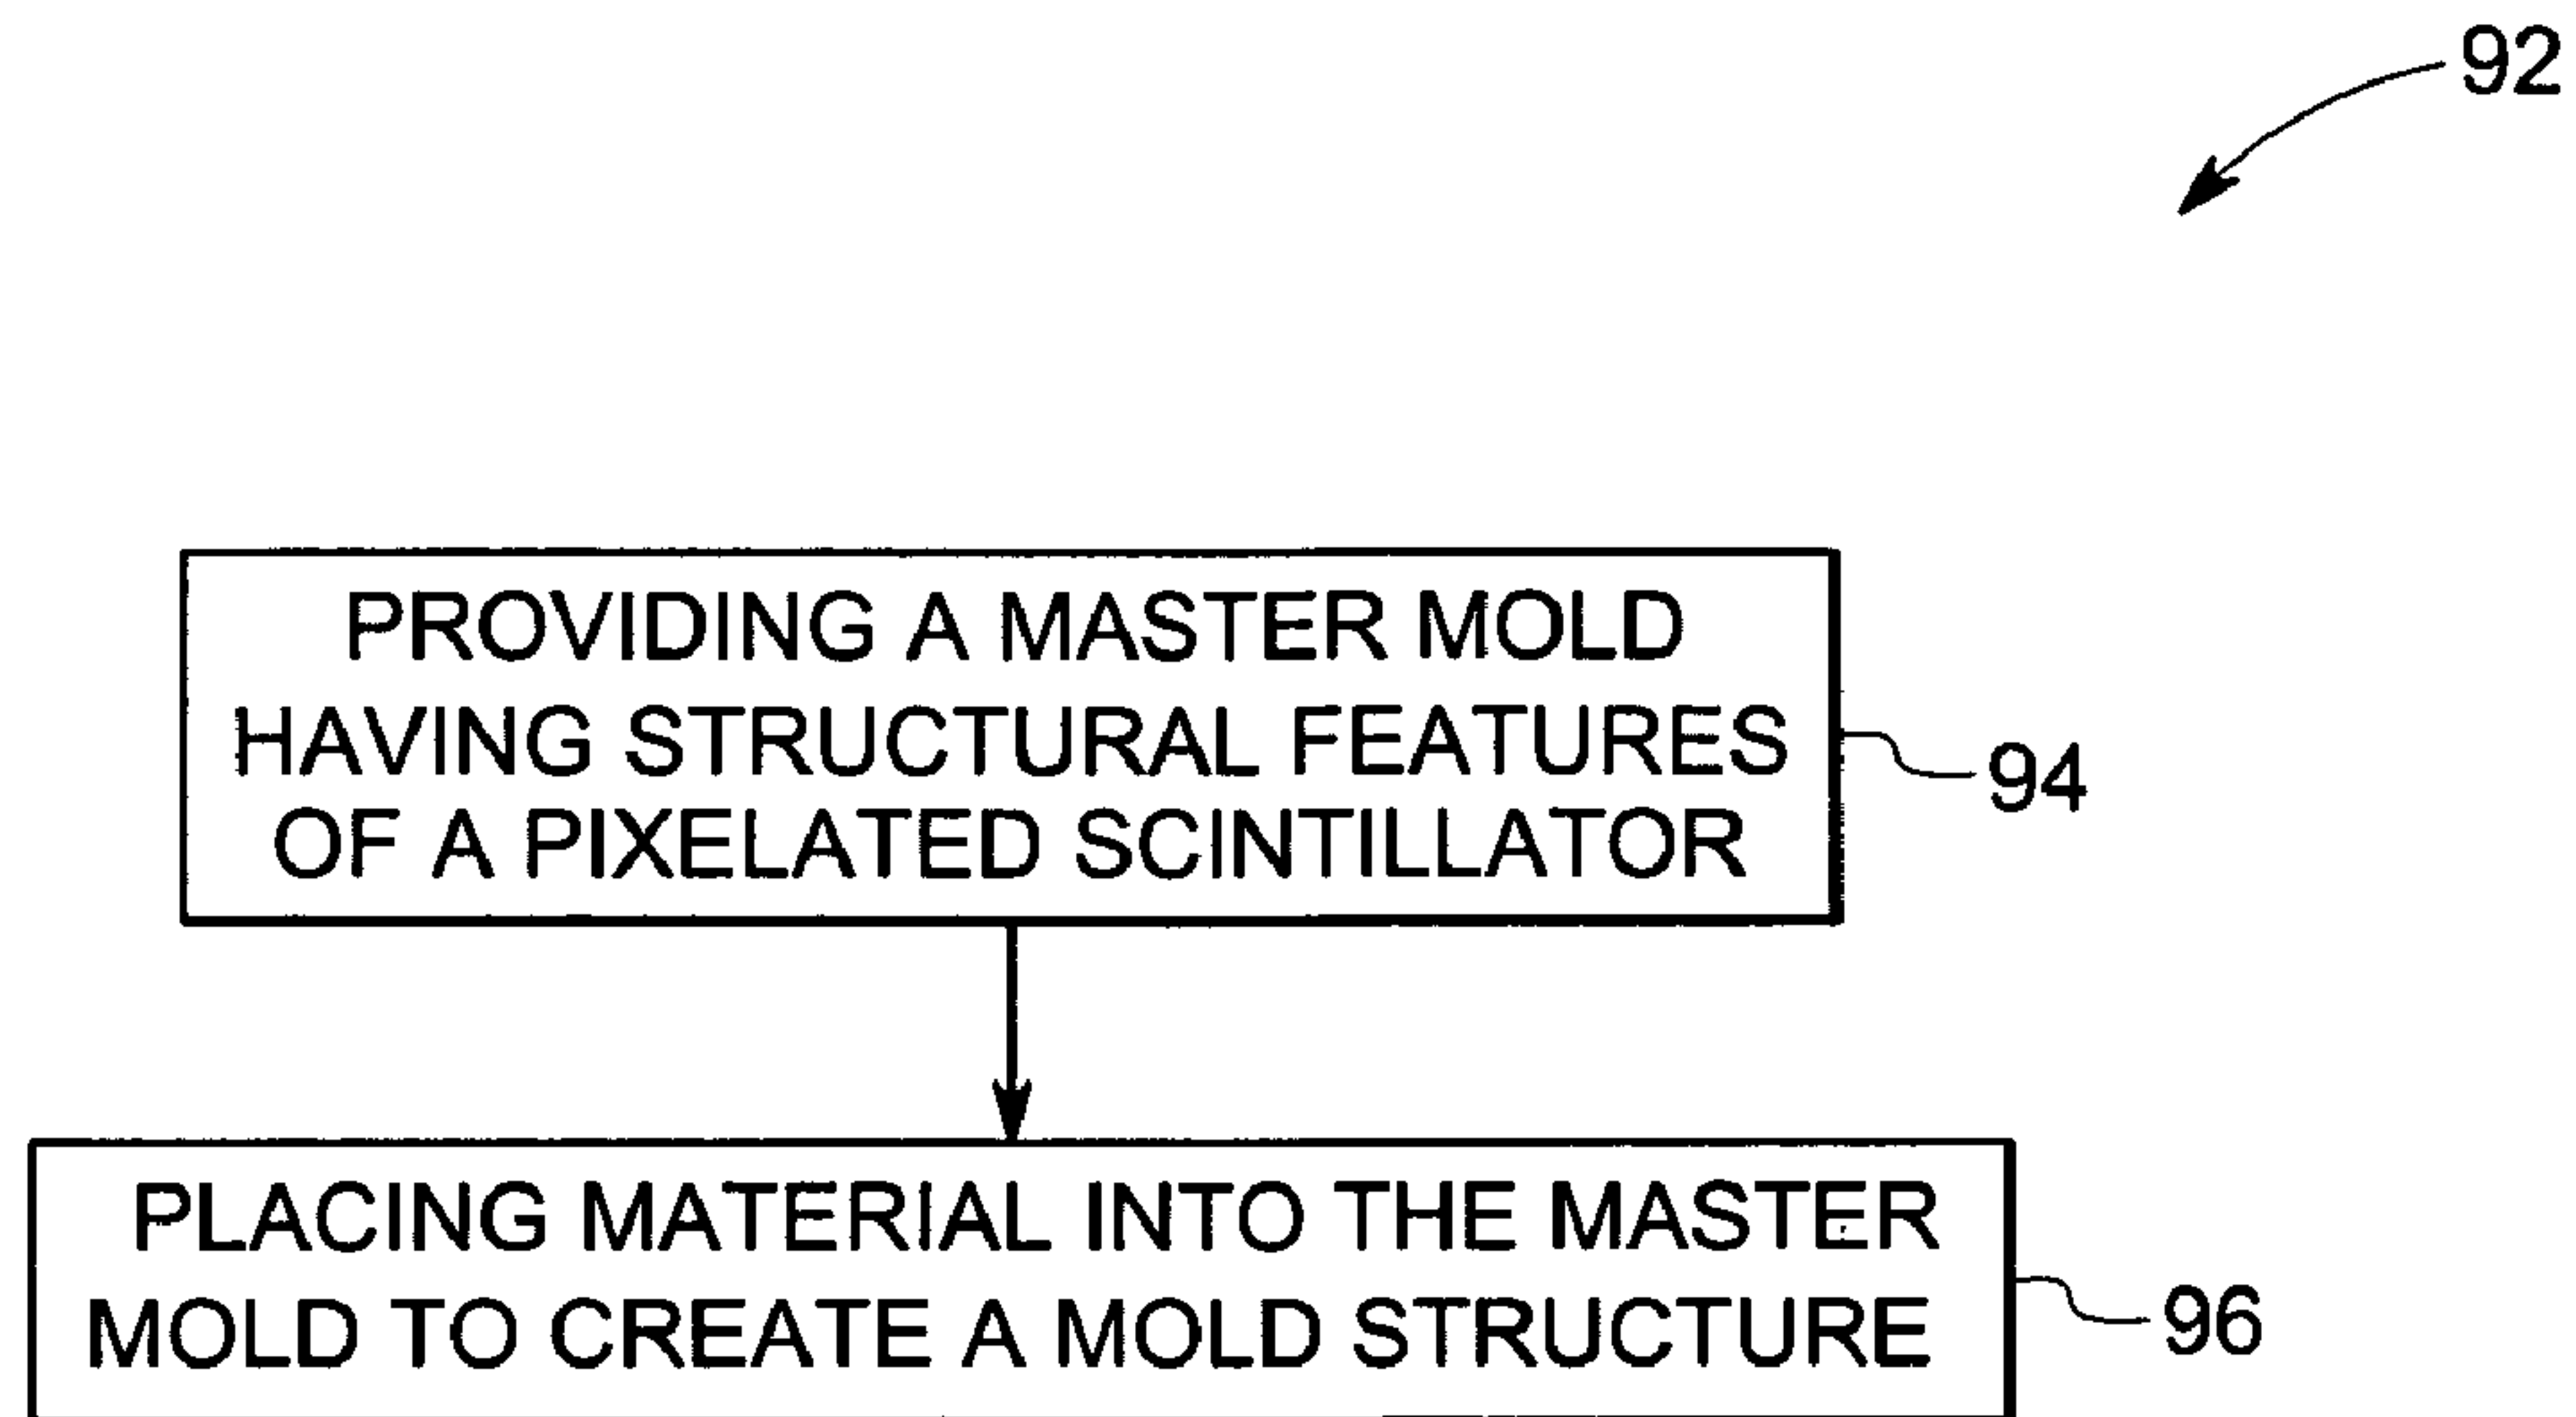 92
PROVIDING A MASTER MOLD
HAVING STRUCTURAL FEATURES
OF A PIXELATED SCINTILLATOR
94
PLACING MATERIAL INTO THE MASTER
MOLD TO CREATE A MOLD STRUCTURE
96